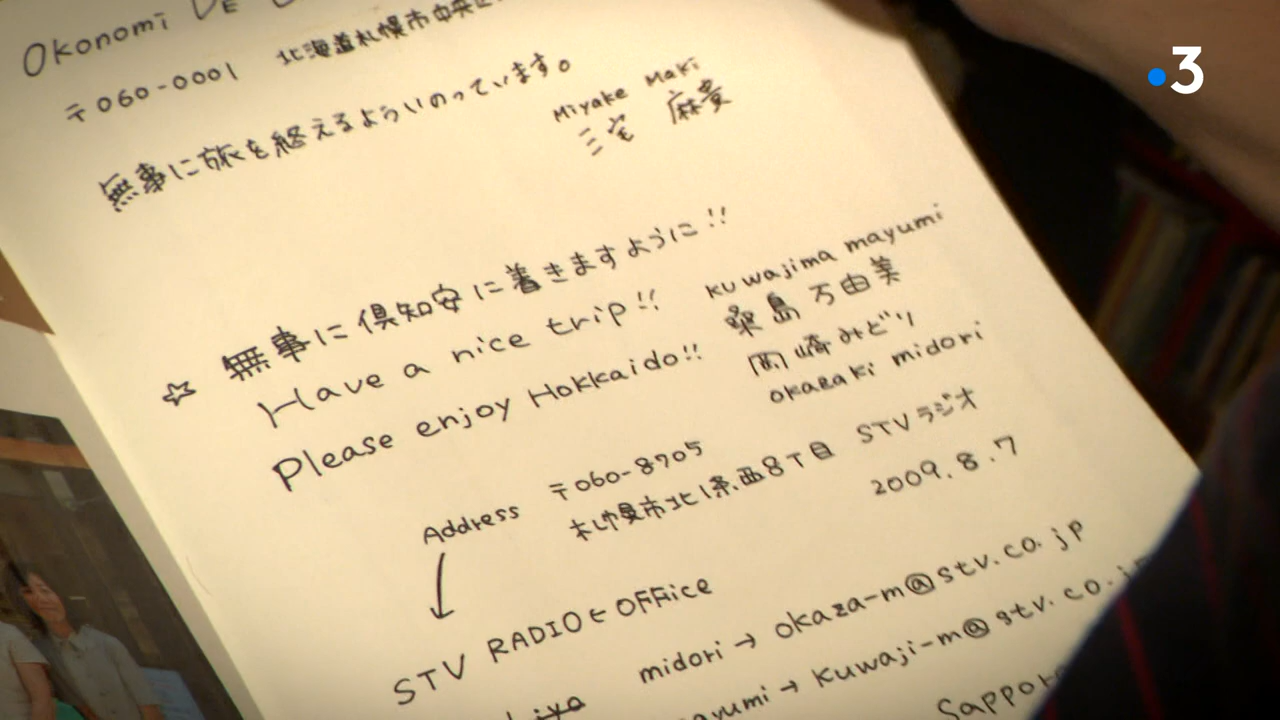 Okonomi DE
〒060-0001 北海道札幌市中央区
無事に旅を終えるよういのっています。
Miyake Maki
三宅 麻貴
☆ 無事に倶知安に着きますように!!
Have a nice trip!!
Please enjoy Hokkaido!!
kuwajima mayumi
桑島 万由美
岡崎みどり
okazaki midori
Address 〒060-8705
札幌市北1条西8丁目 STVラジオ
2009.8.7
↓
STV RADIO ← OFFice
midori → okaza-m@stv.co.jp
ayumi → kuwaji-m@stv.co.jp
Sappor
3